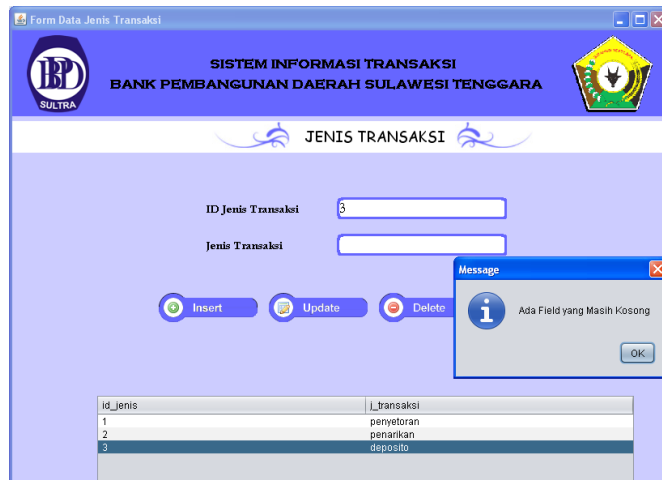 Form Data Jenis Transaksi
SISTEM INFORMASI TRANSAKSI
BANK PEMBANGUNAN DAERAH SULAWESI TENGGARA
BPD
SULTRA
JENIS TRANSAKSI
ID Jenis Transaksi 3
Jenis Transaksi
Insert Update Delete
Message
Ada Field yang Masih Kosong
OK
id_jenis j_transaksi
1 penyetoran
2 penarikan
3 deposito